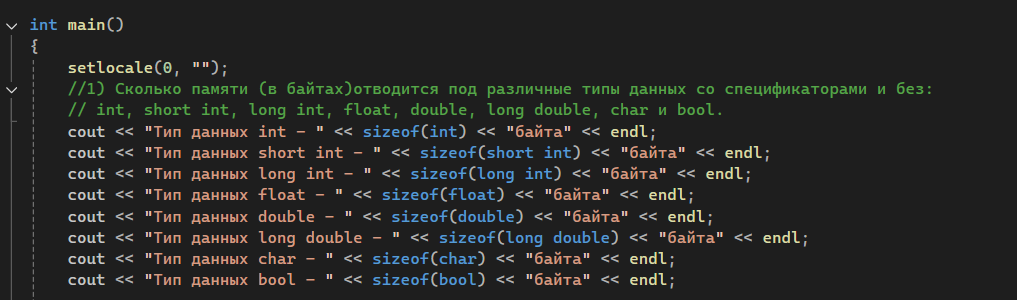 int main()
{
setlocale(0, "");
//1) Сколько памяти (в байтах)отводится под различные типы данных со спецификаторами и без:
// int, short int, long int, float, double, long double, char и bool.
cout << "Тип данных int - " << sizeof(int) << "байта" << endl;
cout << "Тип данных short int - " << sizeof(short int) << "байта" << endl;
cout << "Тип данных long int - " << sizeof(long int) << "байта" << endl;
cout << "Тип данных float - " << sizeof(float) << "байта" << endl;
cout << "Тип данных double - " << sizeof(double) << "байта" << endl;
cout << "Тип данных long double - " << sizeof(long double) << "байта" << endl;
cout << "Тип данных char - " << sizeof(char) << "байта" << endl;
cout << "Тип данных bool - " << sizeof(bool) << "байта" << endl;